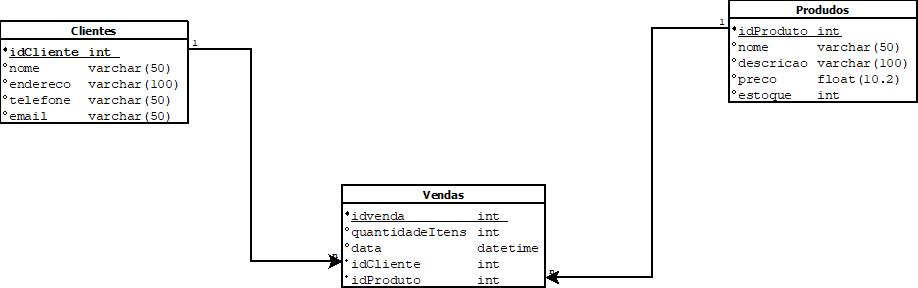 Clientes
idCliente int
nome varchar(50)
endereco varchar(100)
telefone varchar(50)
email varchar(50)
1
Produdos
idProduto int
nome varchar(50)
descricao varchar(100)
preco float(10.2)
estoque int
1
Vendas
idvenda int
quantidadeItens int
data datetime
idCliente int
idProduto int
n
n